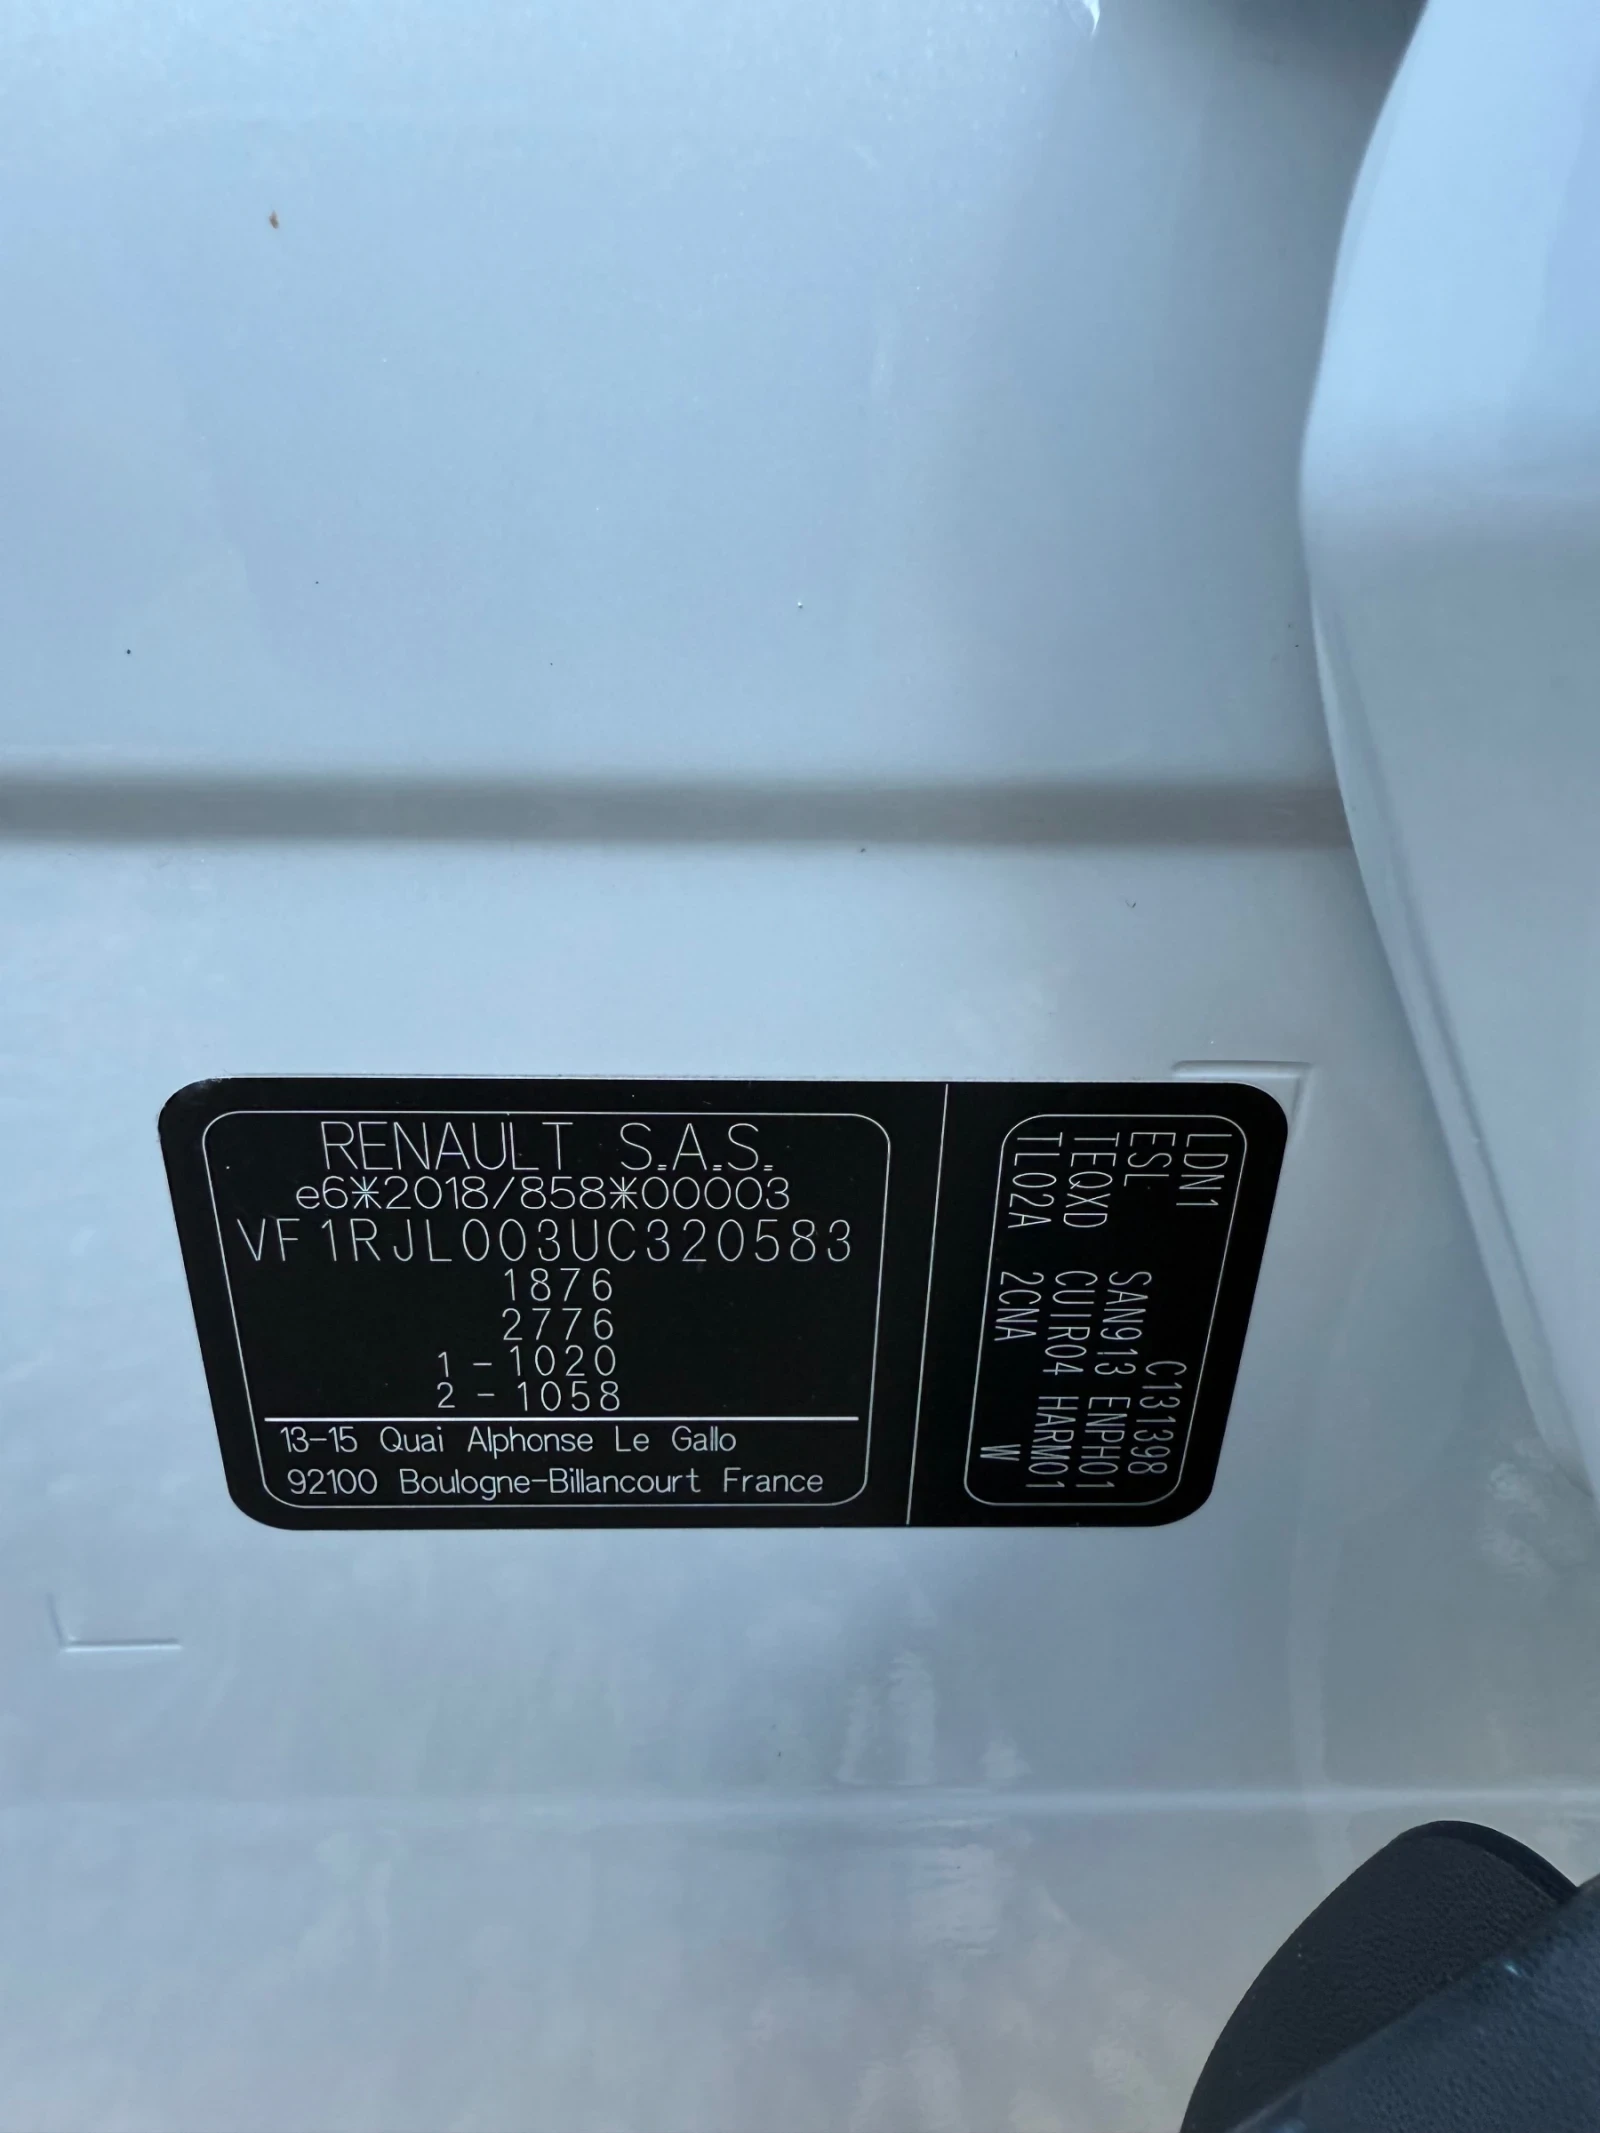 RENAULT S.A.S.
e6*2018/858*00003
VF1RJL003UC320583
1876
2776
1-1020
2-1058
13-15 Quai Alphonse Le Gallo
92100 Boulogne-Billancourt France
LDN1 C131398
ESL SAN913 ENPH01
TEQXD CUIR04 HARM01
TL02A 2CNA W